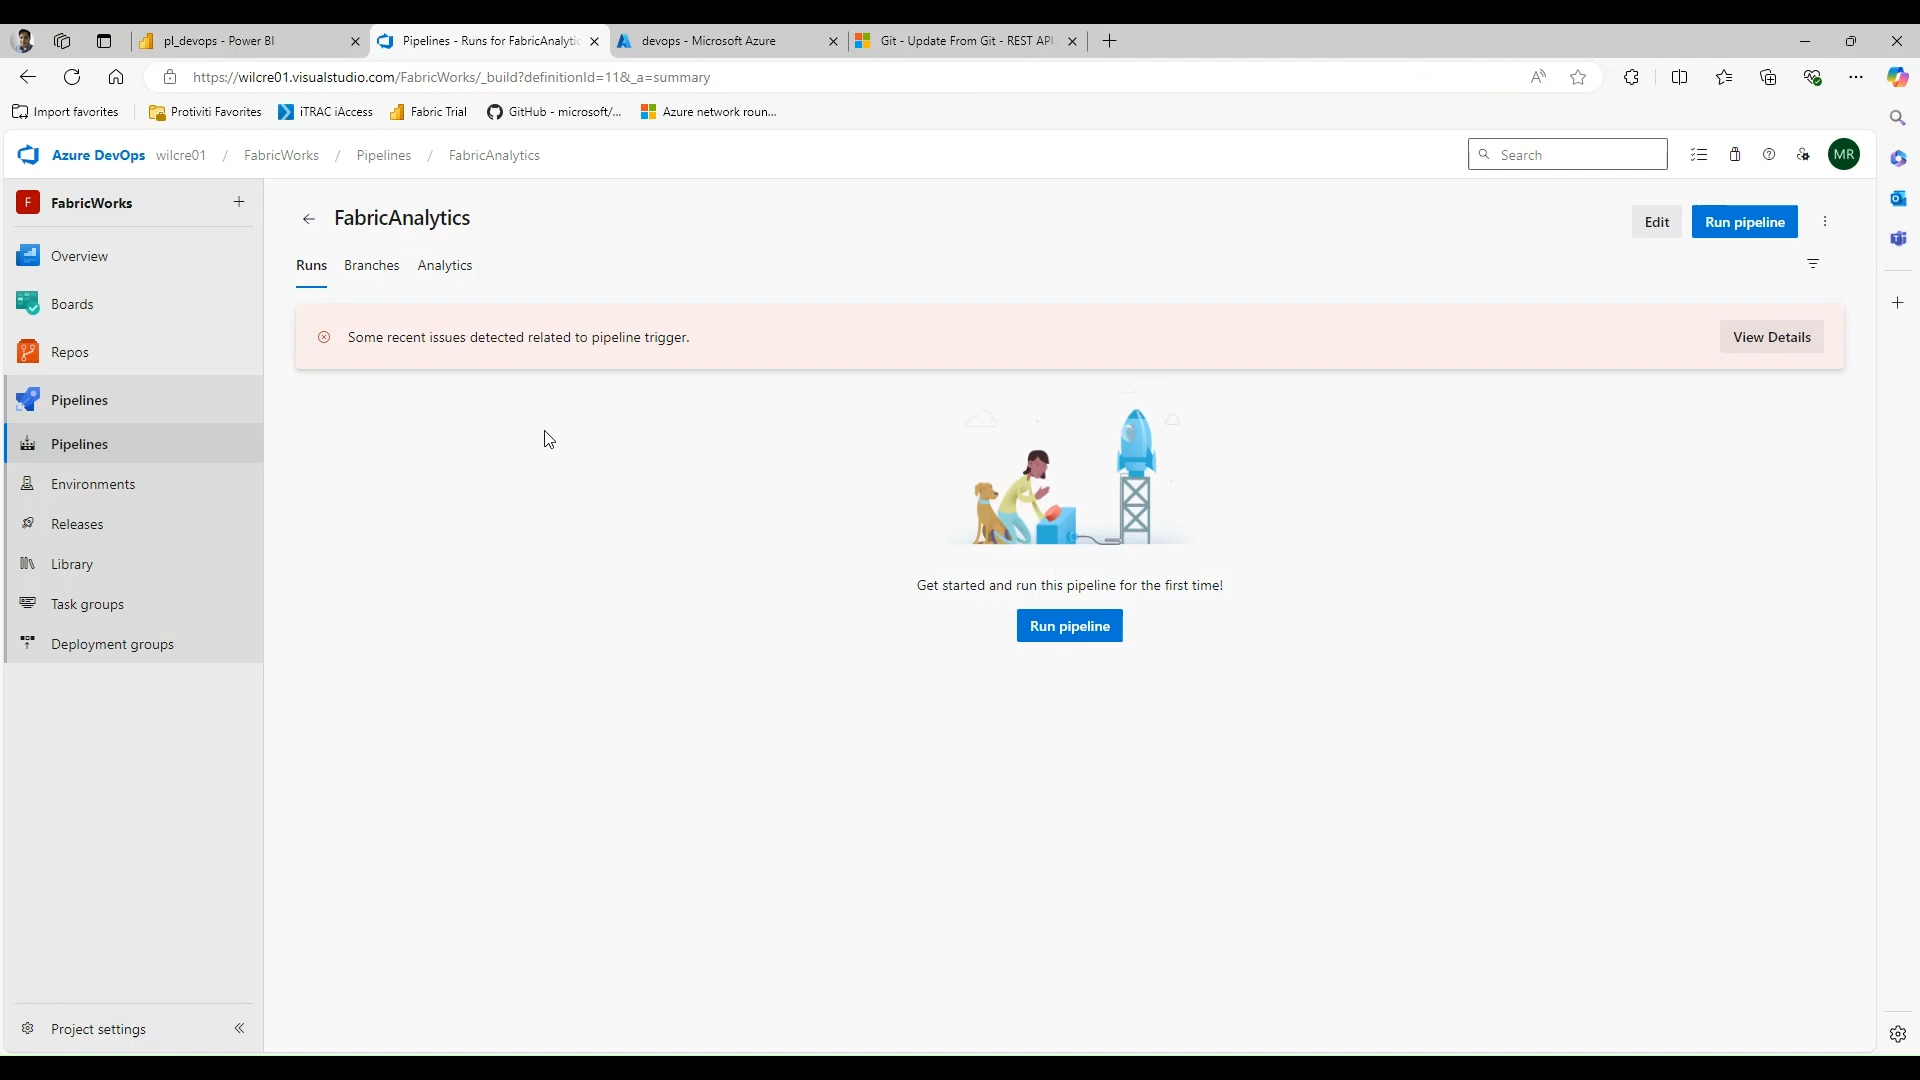 pl_devops - Power BI
Pipelines - Runs for FabricAnalytic
devops - Microsoft Azure
Git - Update From Git - REST API
https://wilcre01.visualstudio.com/FabricWorks/_build?definitionId=11&_a=summary
Import favorites
Protiviti Favorites
iTRAC iAccess
Fabric Trial
GitHub - microsoft/...
Azure network roun...
Azure DevOps wilcre01 / FabricWorks / Pipelines / FabricAnalytics
Search
MR
F FabricWorks
FabricAnalytics
Edit
Run pipeline
Overview
Runs Branches Analytics
Boards
Some recent issues detected related to pipeline trigger.
View Details
Repos
Pipelines
Pipelines
Environments
Releases
Library
Get started and run this pipeline for the first time!
Task groups
Run pipeline
Deployment groups
Project settings